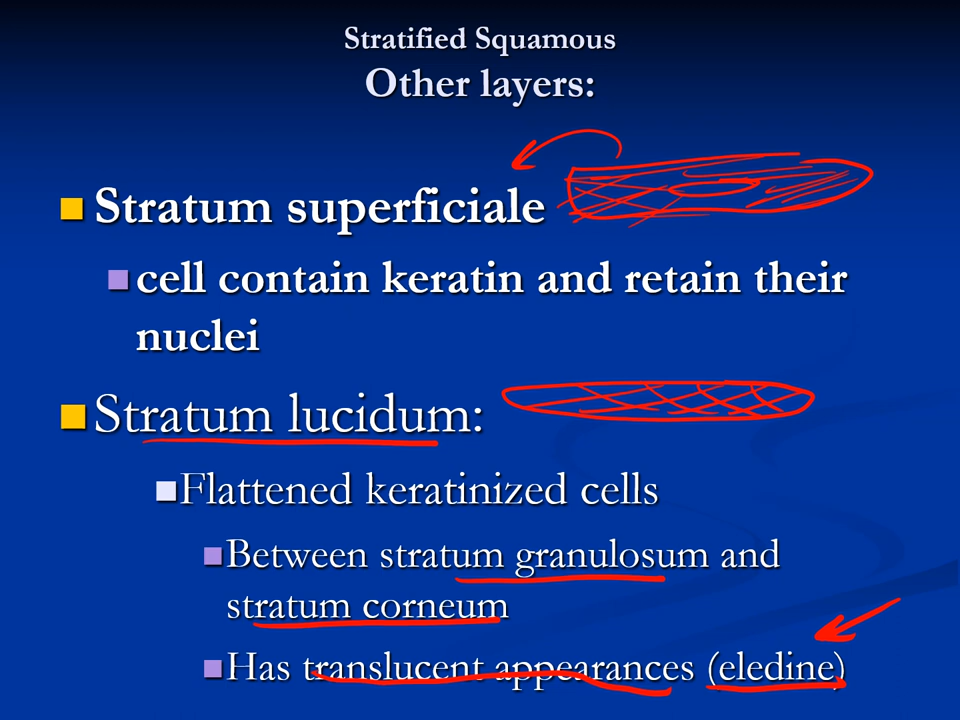 Stratified Squamous
Other layers:
Stratum superficiale
cell contain keratin and retain their
nuclei
Stratum lucidum:
Flattened keratinized cells
Between stratum granulosum and
stratum corneum
Has translucent appearances (eledine)